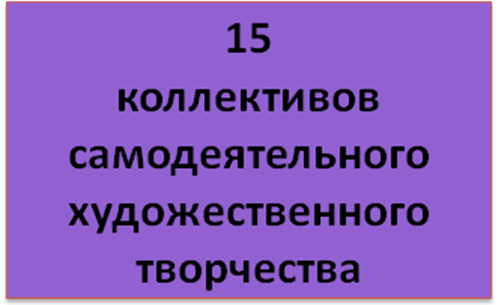 15
коллективов
самодеятельного
художественного
творчества